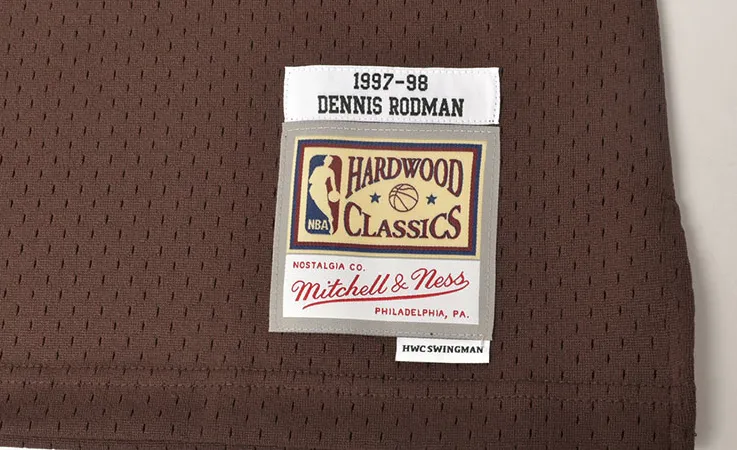 1997-98
DENNIS RODMAN
HARDWOOD
CLASSICS
NBA
NOSTALGIA CO.
Mitchell & Ness
PHILADELPHIA, PA.
HWC SWINGMAN